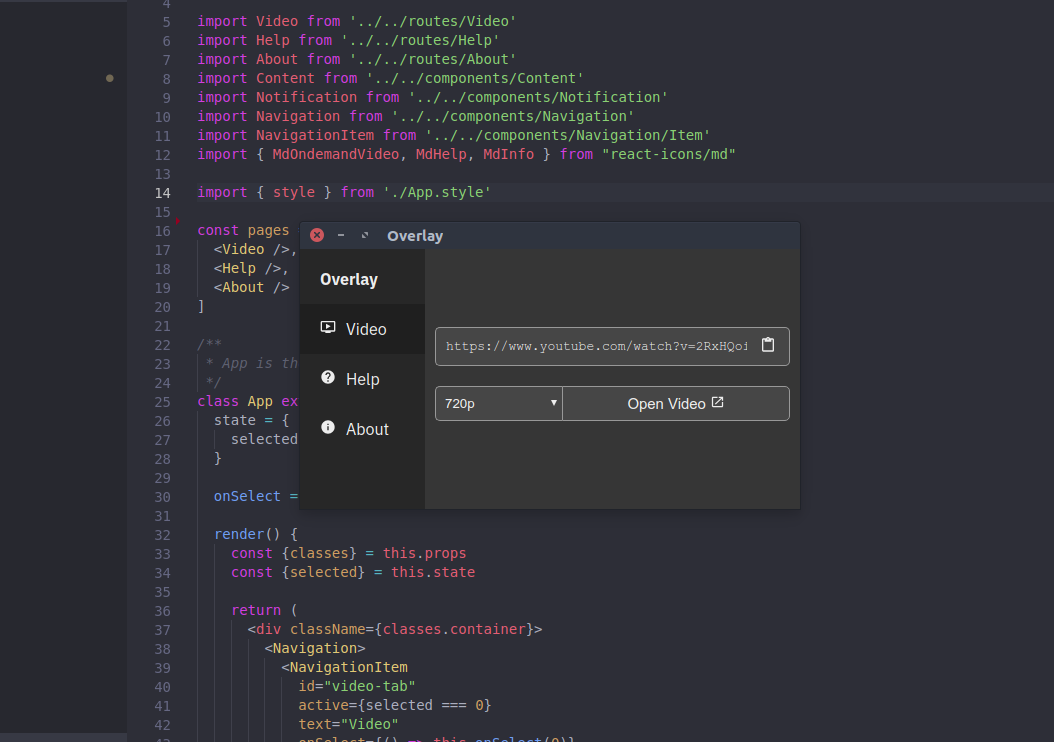 4
5 import Video from '../../routes/Video'
6 import Help from '../../routes/Help'
7 import About from '../../routes/About'
8 import Content from '../../components/Content'
9 import Notification from '../../components/Notification'
10 import Navigation from '../../components/Navigation'
11 import NavigationItem from '../../components/Navigation/Item'
12 import { MdOndemandVideo, MdHelp, MdInfo } from "react-icons/md"
13
14 import { style } from './App.style'
15
16 const pages
17 <Video />,
18 <Help />,
19 <About />
20 ]
21
22 /**
23 * App is th
24 */
25 class App ex
26 state = {
27 selected
28 }
29
30 onSelect =
31
32 render() {
33 const {classes} = this.props
34 const {selected} = this.state
35
36 return (
37 <div className={classes.container}>
38 <Navigation>
39 <NavigationItem
40 id="video-tab"
41 active={selected === 0}
42 text="Video"
43 onSelect={() => this.onSelect(0)}
Overlay
Overlay
Video
Help
About
https://www.youtube.com/watch?v=2RxHQoi
720p
Open Video